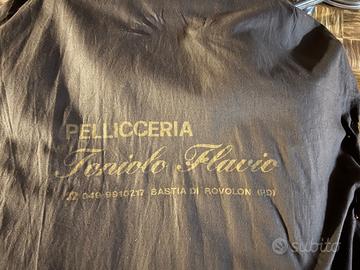 PELLICCERIA
Toniolo Flavio
☎ 049-9910217 BASTIA DI ROVOLON (PD)
subito